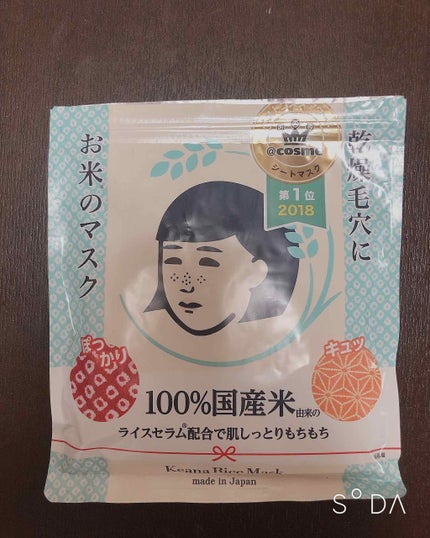 乾燥毛穴に
お米のマスク
@cosme
シートマスク
第1位
2018
ぽっかり
キュッ
100%国産米由来の
ライスセラム®配合で肌しっとりもちもち
Keana Rice Mask
made in Japan
SODA